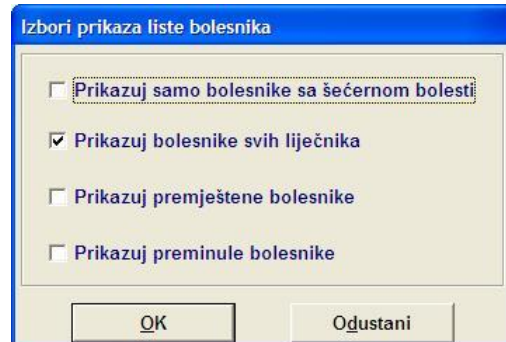 Izbori prikaza liste bolesnika
Prikazuj samo bolesnike sa šećernom bolesti
Prikazuj bolesnike svih liječnika
Prikazuj premještene bolesnike
Prikazuj preminule bolesnike
OK
Odustani